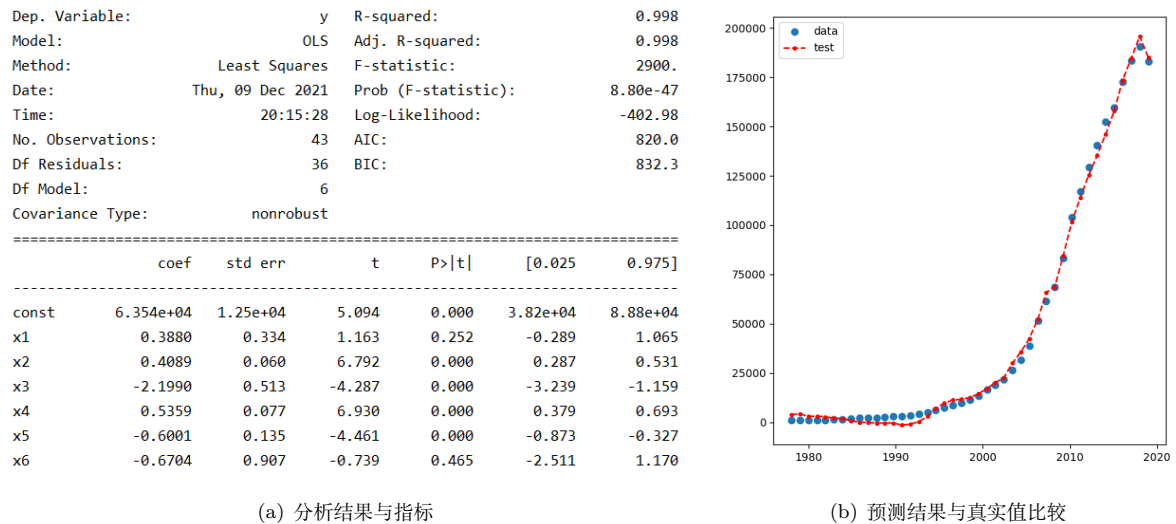 Dep. Variable: y R-squared: 0.998
Model: OLS Adj. R-squared: 0.998
Method: Least Squares F-statistic: 2900.
Date: Thu, 09 Dec 2021 Prob (F-statistic): 8.80e-47
Time: 20:15:28 Log-Likelihood: -402.98
No. Observations: 43 AIC: 820.0
Df Residuals: 36 BIC: 832.3
Df Model: 6
Covariance Type: nonrobust
coef std err t P>|t| [0.025 0.975]
const 6.354e+04 1.25e+04 5.094 0.000 3.82e+04 8.88e+04
x1 0.3880 0.334 1.163 0.252 -0.289 1.065
x2 0.4089 0.060 6.792 0.000 0.287 0.531
x3 -2.1990 0.513 -4.287 0.000 -3.239 -1.159
x4 0.5359 0.077 6.930 0.000 0.379 0.693
x5 -0.6001 0.135 -4.461 0.000 -0.873 -0.327
x6 -0.6704 0.907 -0.739 0.465 -2.511 1.170
(a) 分析结果与指标
data
test
200000
175000
150000
125000
100000
75000
50000
25000
0
1980 1990 2000 2010 2020
(b) 预测结果与真实值比较